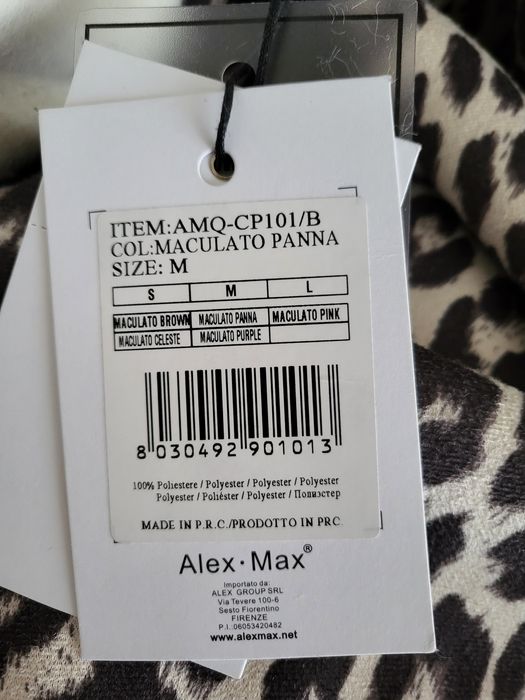 ITEM:AMQ-CP101/B
COL:MACULATO PANNA
SIZE: M
S M L
MACULATO BROWN MACULATO PANNA MACULATO PINK
MACULATO CELESTE MACULATO PURPLE
8 030492 901013
100% Poliestere / Polyester / Polyester / Polyester
Polyester / Poliéster / Polyester / Полиэстер
MADE IN P.R.C./PRODOTTO IN PRC.
Alex·Max®
Importato da:
ALEX GROUP SRL
Via Tevere 100-6
Sesto Fiorentino
FIRENZE
P.I.:06053420482
www.alexmax.net